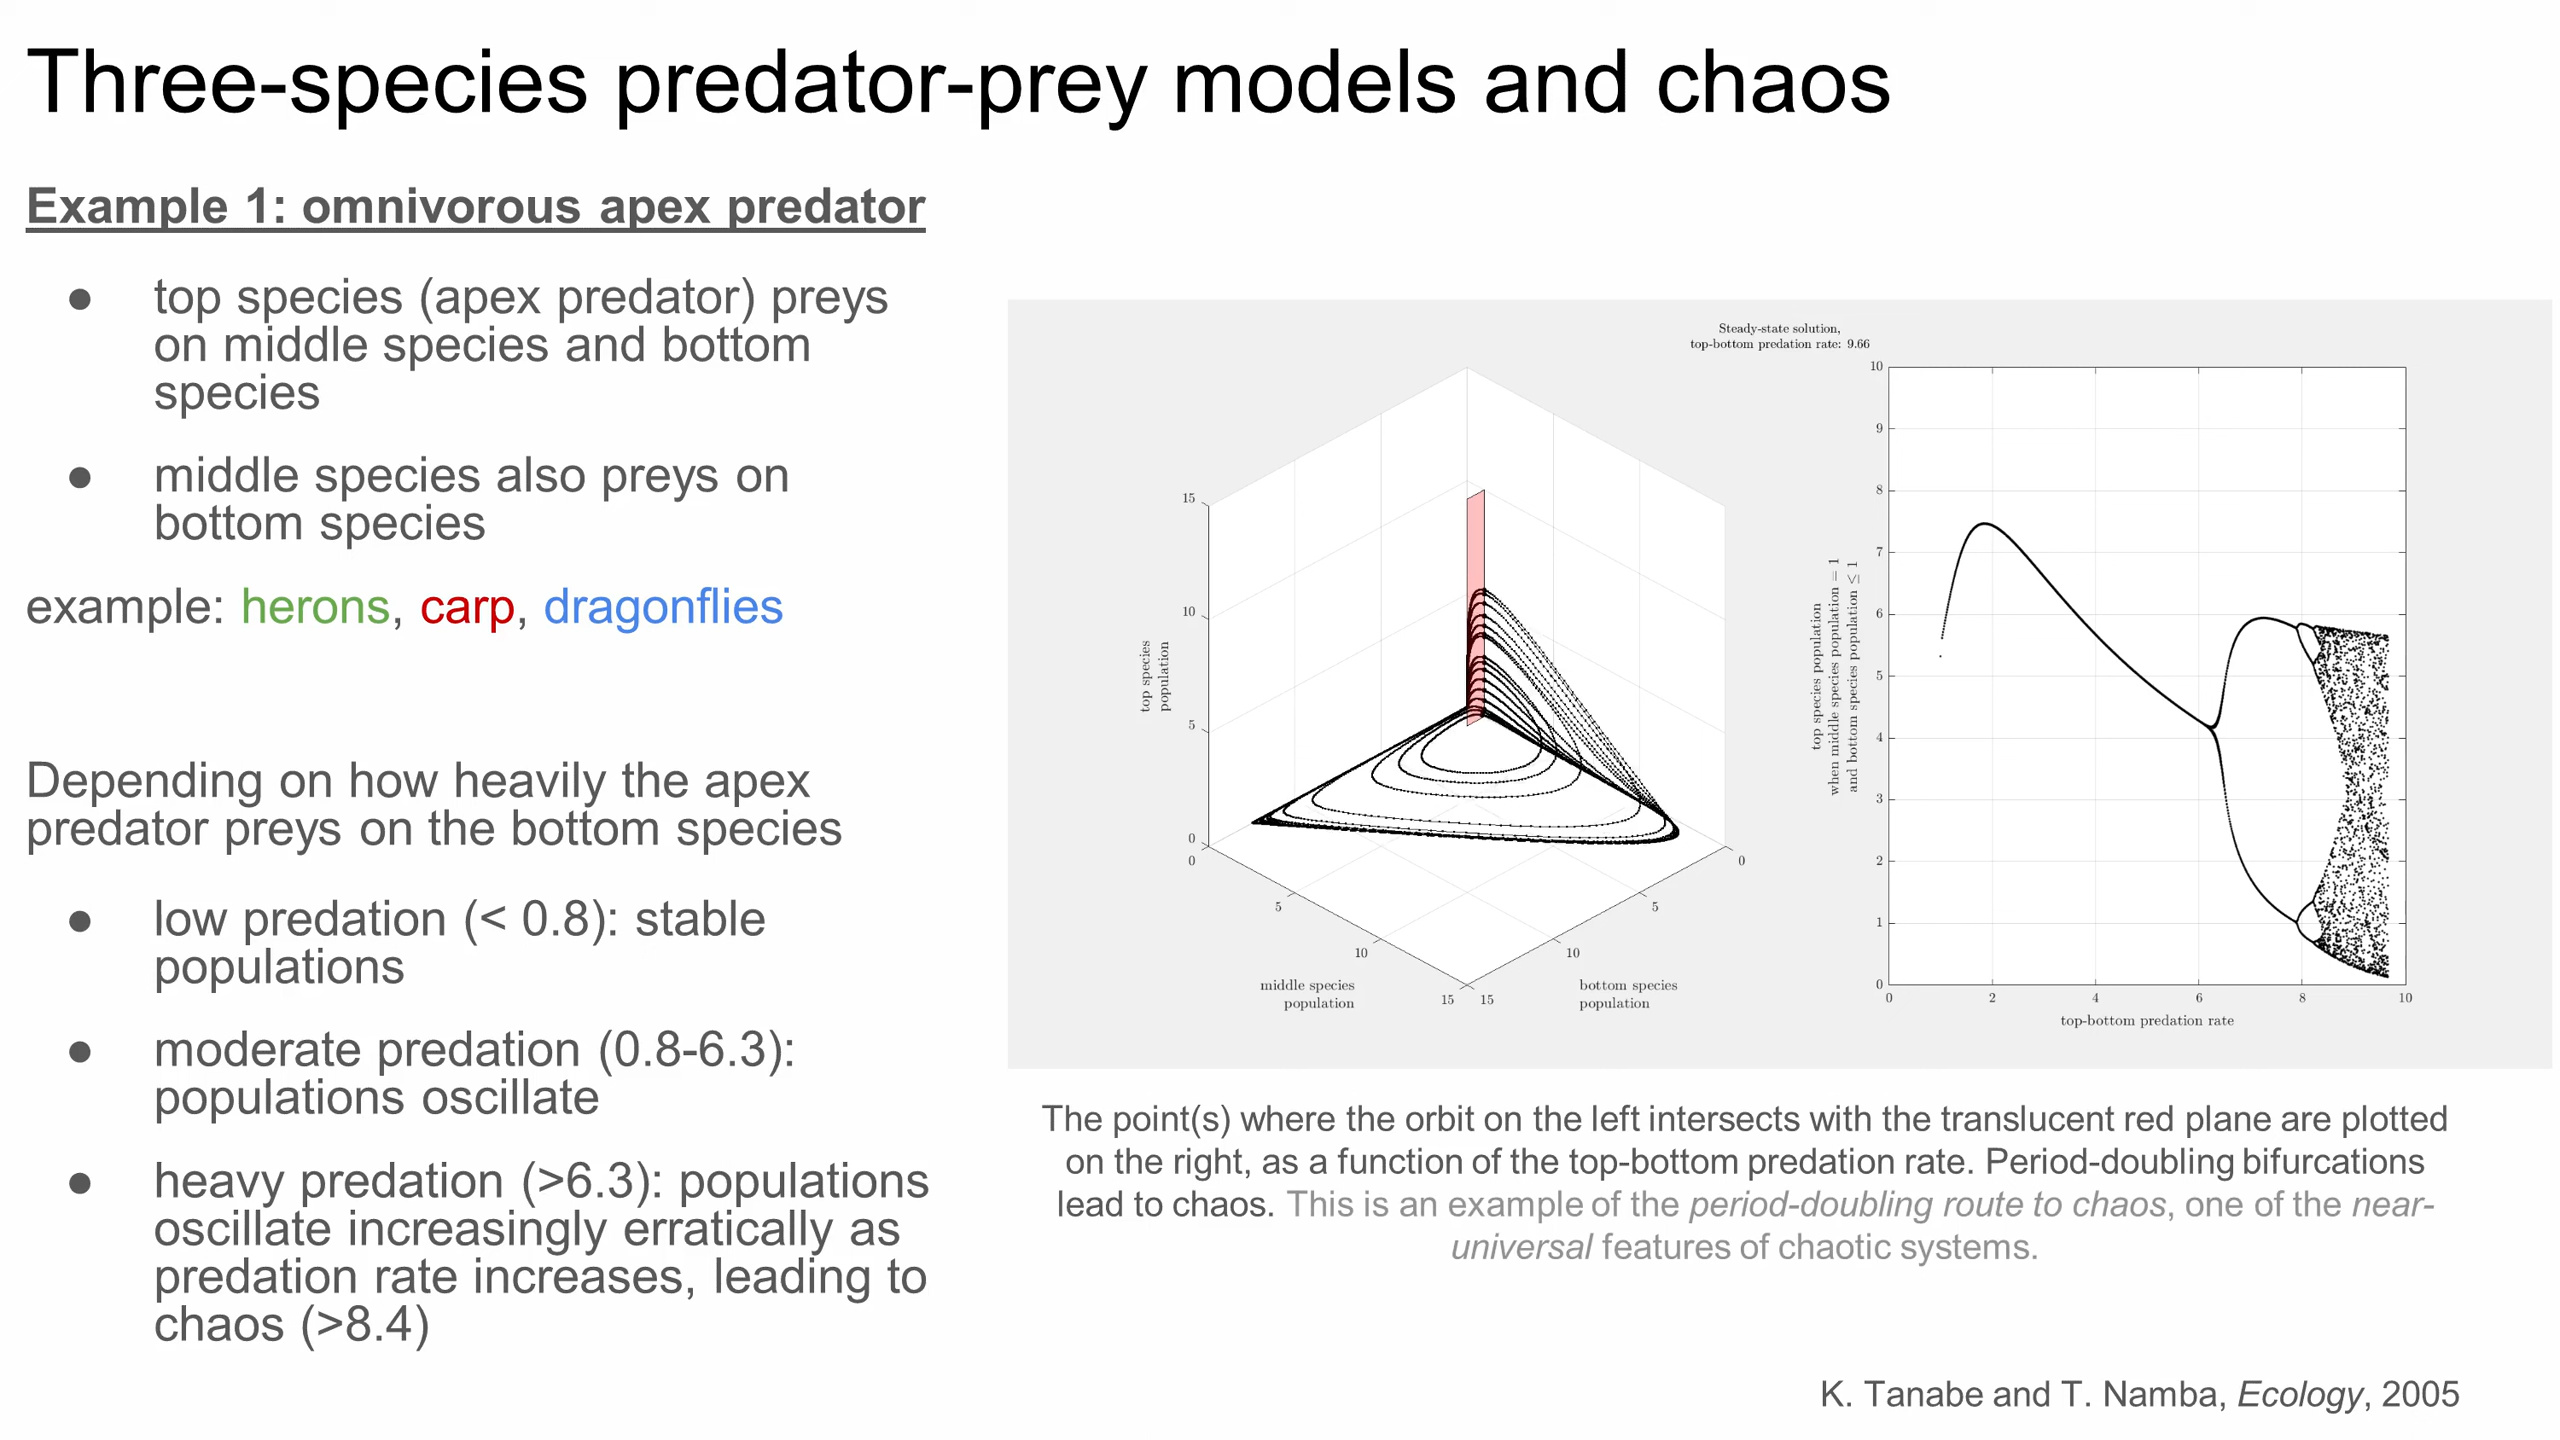 Three-species predator-prey models and chaos
Example 1: omnivorous apex predator
● top species (apex predator) preys
on middle species and bottom
species
● middle species also preys on
bottom species
example: herons, carp, dragonflies
Depending on how heavily the apex
predator preys on the bottom species
● low predation (< 0.8): stable
populations
● moderate predation (0.8-6.3):
populations oscillate
● heavy predation (>6.3): populations
oscillate increasingly erratically as
predation rate increases, leading to
chaos (>8.4)
Steady-state solution,
top-bottom predation rate: 9.66
15
10
5
0
top species
population
0
5
10
15
middle species
population
0
5
10
15
bottom species
population
10
9
8
7
6
5
4
3
2
1
0
top species population
when middle species population = 1
and bottom species population ≤ 1
0 2 4 6 8 10
top-bottom predation rate
The point(s) where the orbit on the left intersects with the translucent red plane are plotted
on the right, as a function of the top-bottom predation rate. Period-doubling bifurcations
lead to chaos. This is an example of the period-doubling route to chaos, one of the near-
universal features of chaotic systems.
K. Tanabe and T. Namba, Ecology, 2005